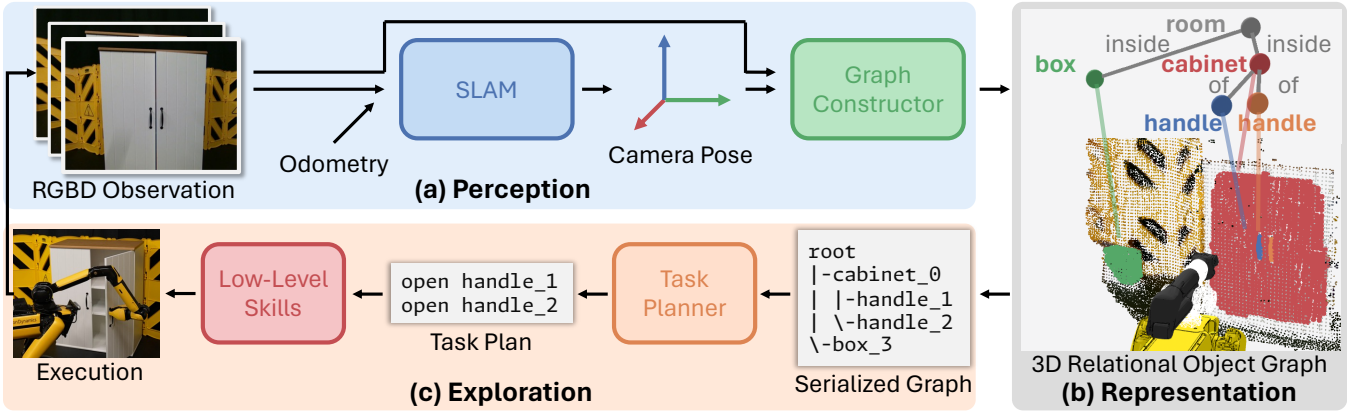 SLAM
Graph
Constructor
Odometry
Camera Pose
RGBD Observation
(a) Perception
room
inside
inside
box
cabinet
of
of
handle
handle
3D Relational Object Graph
(b) Representation
root
|-cabinet_0
| |-handle_1
| \-handle_2
\-box_3
Serialized Graph
Task
Planner
open handle_1
open handle_2
Task Plan
Low-Level
Skills
Execution
(c) Exploration